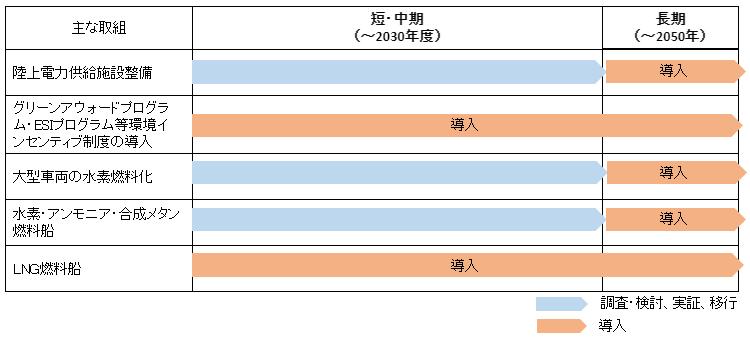 主な取組
短・中期
（～2030年度）
長期
（～2050年）
陸上電力供給施設整備
導入
グリーンアウォードプログラ
ム・ESIプログラム等環境イ
ンセンティブ制度の導入
導入
大型車両の水素燃料化
導入
水素・アンモニア・合成メタン
燃料船
導入
LNG燃料船
導入
調査・検討、実証、移行
導入